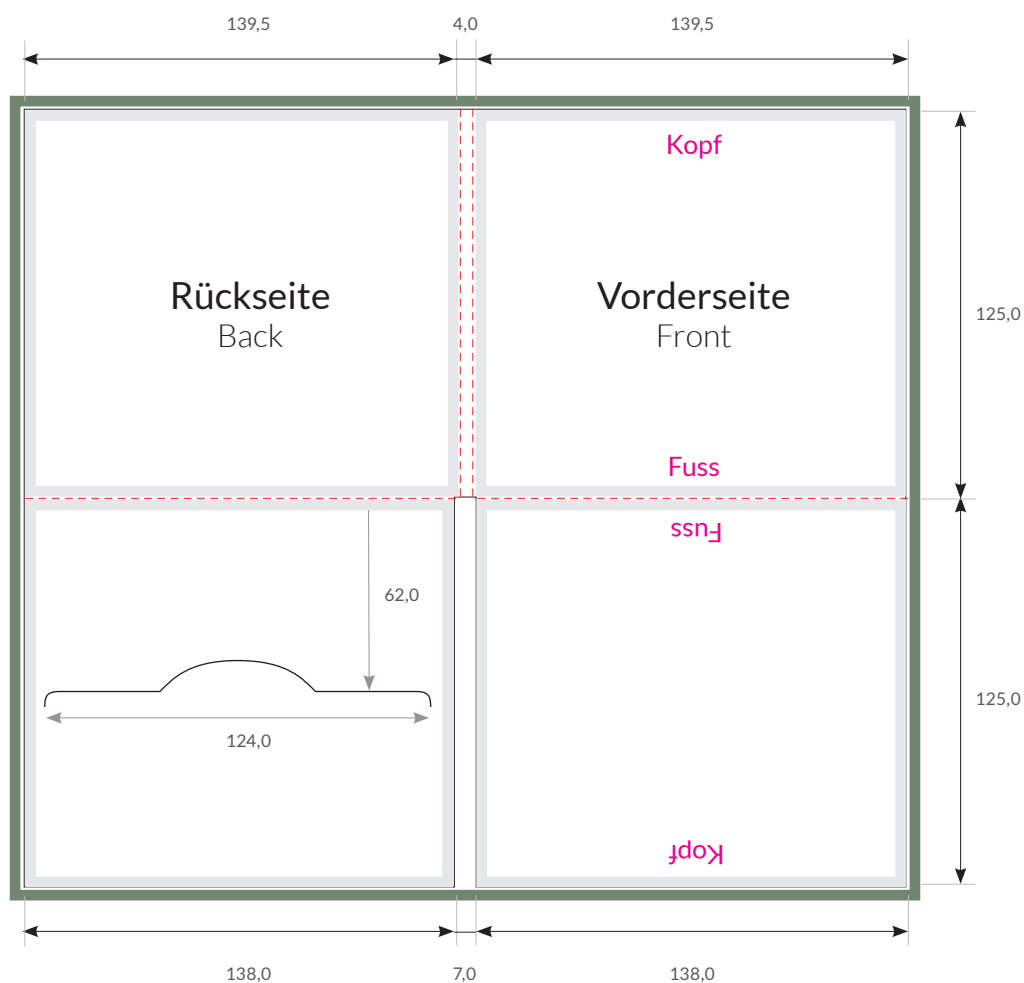 139,5
4,0
139,5
Kopf
Rückseite
Back
Vorderseite
Front
125,0
Fuss
Fuss
62,0
125,0
124,0
Kopf
138,0
7,0
138,0